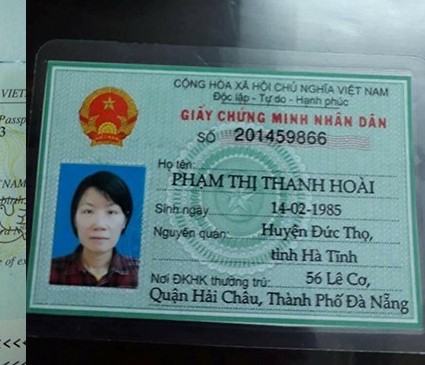 VIET
Passp
3
NAM
CỘNG HÒA XÃ HỘI CHỦ NGHĨA VIỆT NAM
Độc lập - Tự do - Hạnh phúc
GIẤY CHỨNG MINH NHÂN DÂN
SỐ 201459866
Họ tên:
PHẠM THỊ THANH HOÀI
Sinh ngày 14-02-1985
Nguyên quán: Huyện Đức Thọ,
tỉnh Hà Tĩnh
Nơi ĐKHK thường trú: 56 Lê Cơ,
Quận Hải Châu, Thành Phố Đà Nẵng